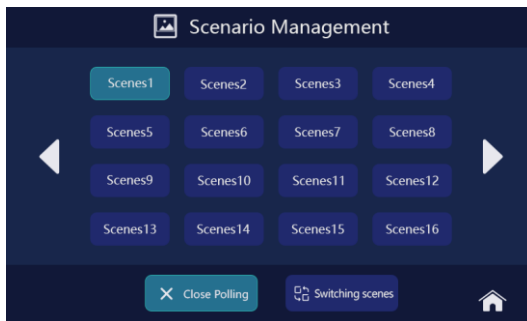 Scenario Management
Scenes1 Scenes2 Scenes3 Scenes4
Scenes5 Scenes6 Scenes7 Scenes8
Scenes9 Scenes10 Scenes11 Scenes12
Scenes13 Scenes14 Scenes15 Scenes16
Close Polling Switching scenes